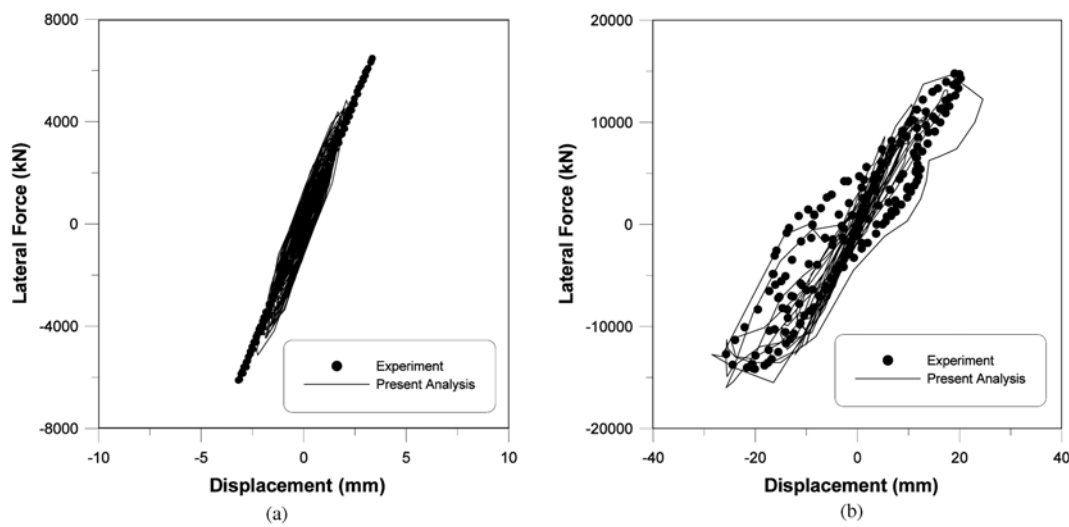 8000
4000
0
-4000
-8000
Lateral Force (kN)
-10
-5
0
5
10
Displacement (mm)
Experiment
Present Analysis
(a)
20000
10000
0
-10000
-20000
Lateral Force (kN)
-40
-20
0
20
40
Displacement (mm)
Experiment
Present Analysis
(b)